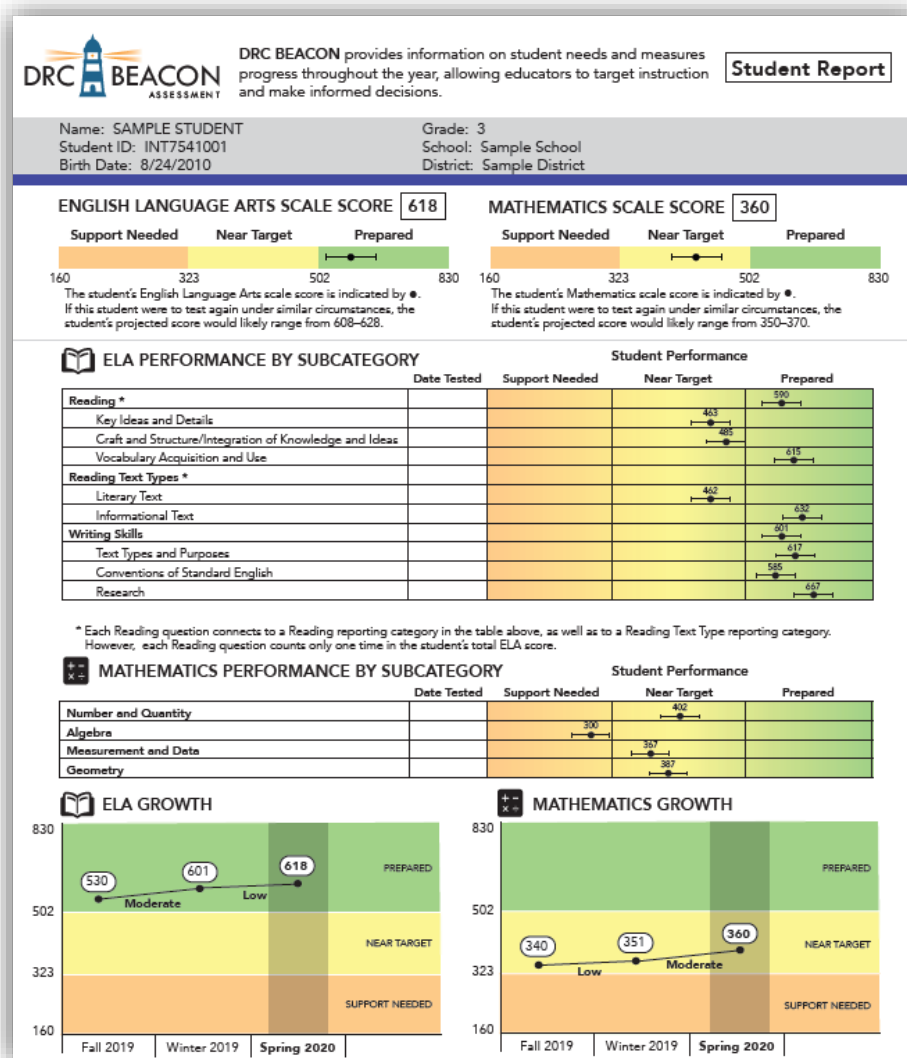 DRC BEACON
ASSESSMENT
DRC BEACON provides information on student needs and measures
progress throughout the year, allowing educators to target instruction
and make informed decisions.
Student Report
Name: SAMPLE STUDENT
Student ID: INT7541001
Birth Date: 8/24/2010
Grade: 3
School: Sample School
District: Sample District
ENGLISH LANGUAGE ARTS SCALE SCORE 618
Support Needed Near Target Prepared
160 323 502 830
The student's English Language Arts scale score is indicated by ●.
If this student were to test again under similar circumstances, the
student's projected score would likely range from 608–628.
MATHEMATICS SCALE SCORE 360
Support Needed Near Target Prepared
160 323 502 830
The student's Mathematics scale score is indicated by ●.
If this student were to test again under similar circumstances, the
student's projected score would likely range from 350–370.
ELA PERFORMANCE BY SUBCATEGORY
Student Performance
Date Tested Support Needed Near Target Prepared
Reading * 590
Key Ideas and Details 463
Craft and Structure/Integration of Knowledge and Ideas 485
Vocabulary Acquisition and Use 615
Reading Text Types *
Literary Text 462
Informational Text 632
Writing Skills 601
Text Types and Purposes 617
Conventions of Standard English 585
Research 667
* Each Reading question connects to a Reading reporting category in the table above, as well as to a Reading Text Type reporting category.
However, each Reading question counts only one time in the student's total ELA score.
+ - × ÷
MATHEMATICS PERFORMANCE BY SUBCATEGORY
Student Performance
Date Tested Support Needed Near Target Prepared
Number and Quantity 402
Algebra 300
Measurement and Data 367
Geometry 387
ELA GROWTH
830
502
323
160
530
601
618
Moderate
Low
PREPARED
NEAR TARGET
SUPPORT NEEDED
Fall 2019 Winter 2019 Spring 2020
+ - × ÷
MATHEMATICS GROWTH
830
502
323
160
340
351
360
Low
Moderate
PREPARED
NEAR TARGET
SUPPORT NEEDED
Fall 2019 Winter 2019 Spring 2020